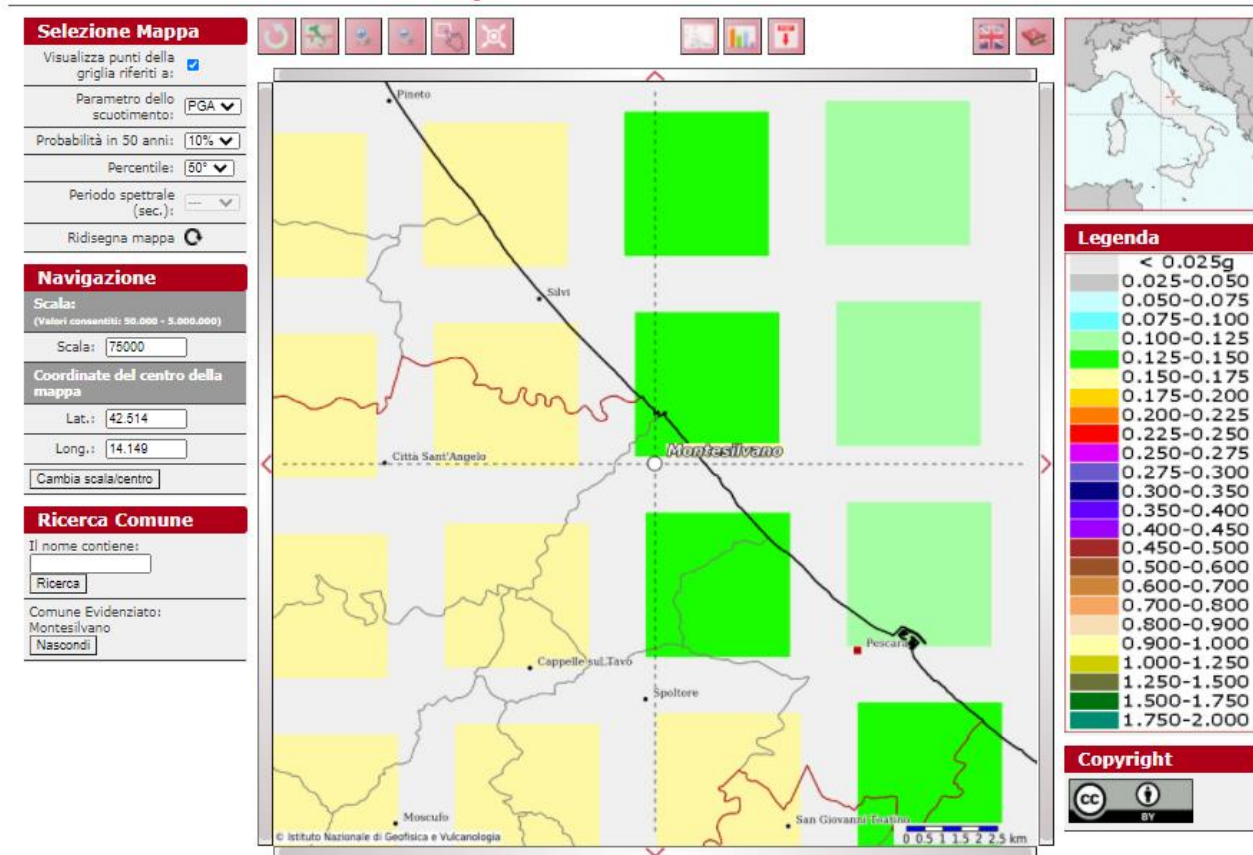 Selezione Mappa
Visualizza punti della
griglia riferiti a:
Parametro dello
scuotimento:
PGA
Probabilità in 50 anni:
10%
Percentile:
50°
Periodo spettrale
(sec.):
---
Ridisegna mappa
Navigazione
Scala:
(Valori consentiti: 50.000 - 5.000.000)
Scala:
75000
Coordinate del centro della
mappa
Lat.:
42.514
Long.:
14.149
Cambia scala/centro
Ricerca Comune
Il nome contiene:
Ricerca
Comune Evidenziato:
Montesilvano
Nascondi
Pineto
Silvi
Montesilvano
Città Sant'Angelo
Pescara
Cappelle sul Tavo
Spoltore
Moscufo
San Giovanni Teatino
© Istituto Nazionale di Geofisica e Vulcanologia
0 0.5 1 1.5 2 2.5 km
Legenda
< 0.025g
0.025-0.050
0.050-0.075
0.075-0.100
0.100-0.125
0.125-0.150
0.150-0.175
0.175-0.200
0.200-0.225
0.225-0.250
0.250-0.275
0.275-0.300
0.300-0.350
0.350-0.400
0.400-0.450
0.450-0.500
0.500-0.600
0.600-0.700
0.700-0.800
0.800-0.900
0.900-1.000
1.000-1.250
1.250-1.500
1.500-1.750
1.750-2.000
Copyright
cc
BY